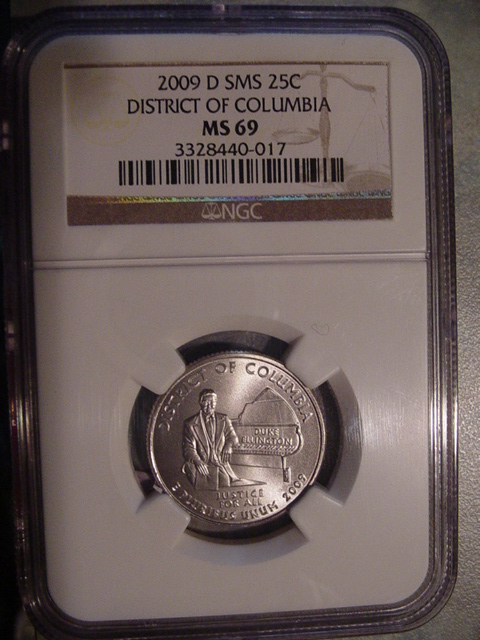 2009 D SMS 25C
DISTRICT OF COLUMBIA
MS 69
3328440-017
NGC
DISTRICT OF COLUMBIA
DUKE
ELLINGTON
JUSTICE
FOR ALL
E PLURIBUS UNUM 2009